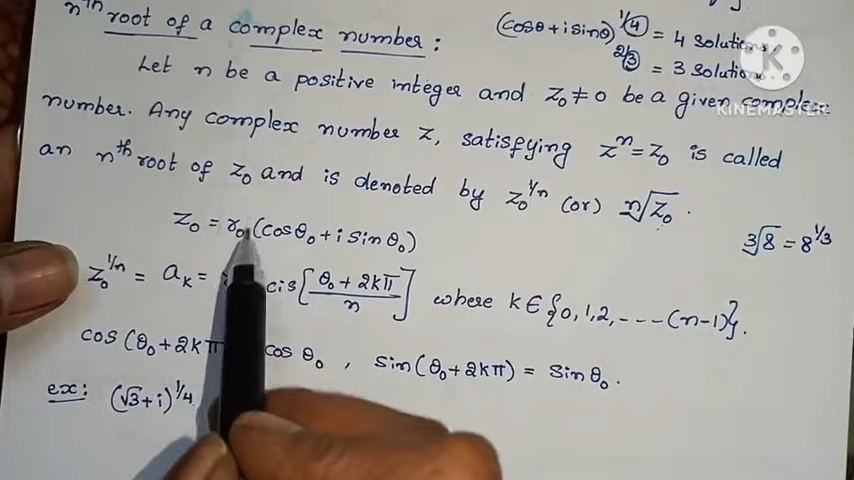 nth root of a complex number :
(cosθ+isinθ)^1/4 = 4 Solutions
2/3 = 3 Solution
Let n be a positive integer and z₀≠0 be a given complex
number. Any complex number z, satisfying zⁿ=z₀ is called
an nth root of z₀ and is denoted by z₀^1/n (or) ⁿ√z₀ .
³√8 = 8^1/3
z₀ = r₀(cosθ₀+i sinθ₀)
z₀^1/n = aₖ = cis[(θ₀+2kπ)/n] where k∈{0,1,2,-----(n-1)}.
cos(θ₀+2kπ cosθ₀ , sin(θ₀+2kπ) = sinθ₀.
ex: (√3+i)^1/4.
K
KINEMASTER